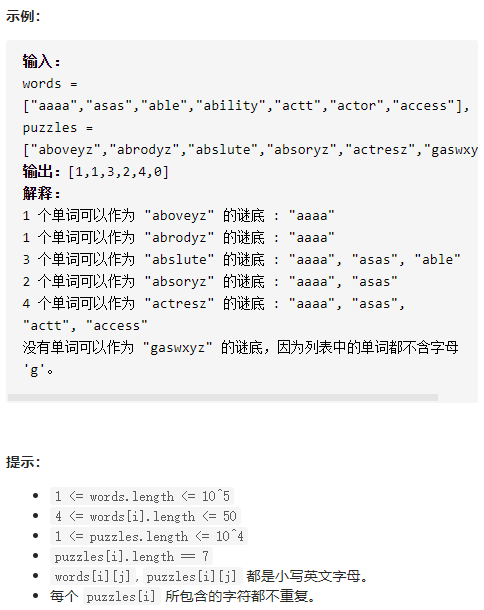 示例：
输入：
words =
["aaaa","asas","able","ability","actt","actor","access"],
puzzles =
["aboveyz","abrodyz","abslute","absoryz","actresz","gaswxy
输出：[1,1,3,2,4,0]
解释：
1 个单词可以作为 "aboveyz" 的谜底 : "aaaa"
1 个单词可以作为 "abrodyz" 的谜底 : "aaaa"
3 个单词可以作为 "abslute" 的谜底 : "aaaa", "asas", "able"
2 个单词可以作为 "absoryz" 的谜底 : "aaaa", "asas"
4 个单词可以作为 "actresz" 的谜底 : "aaaa", "asas",
"actt", "access"
没有单词可以作为 "gaswxyz" 的谜底，因为列表中的单词都不含字母
'g'。
提示：
1 <= words.length <= 10^5
4 <= words[i].length <= 50
1 <= puzzles.length <= 10^4
puzzles[i].length == 7
words[i][j], puzzles[i][j] 都是小写英文字母。
每个 puzzles[i] 所包含的字符都不重复。